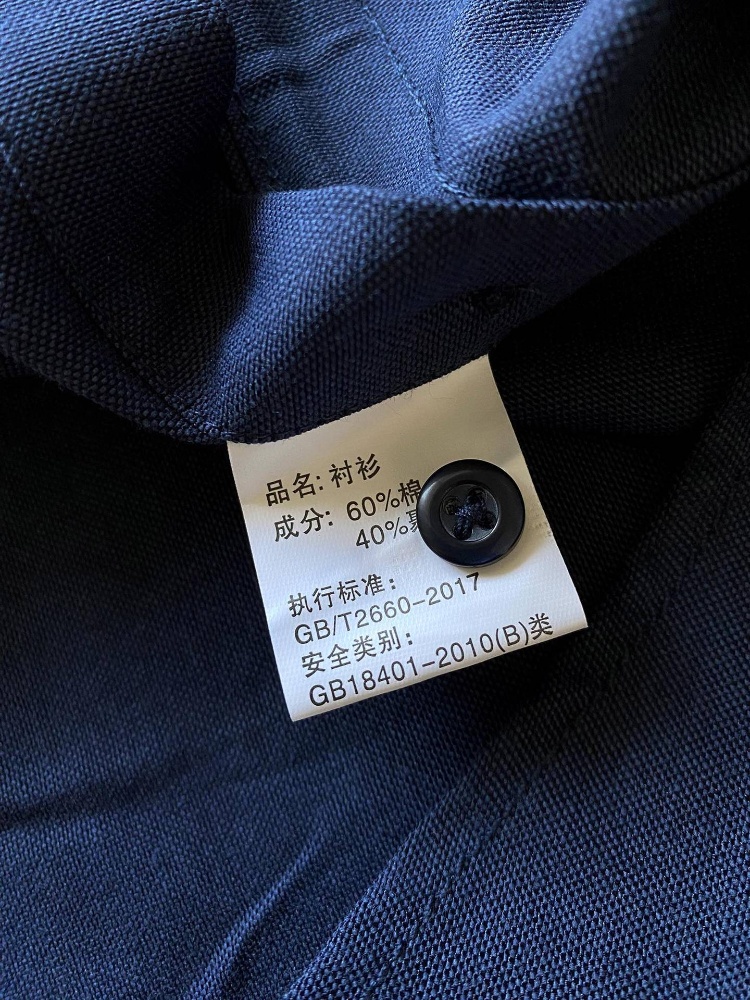 品名: 衬衫
成分: 60%棉
40%
执行标准:
GB/T2660-2017
安全类别:
GB18401-2010(B)类